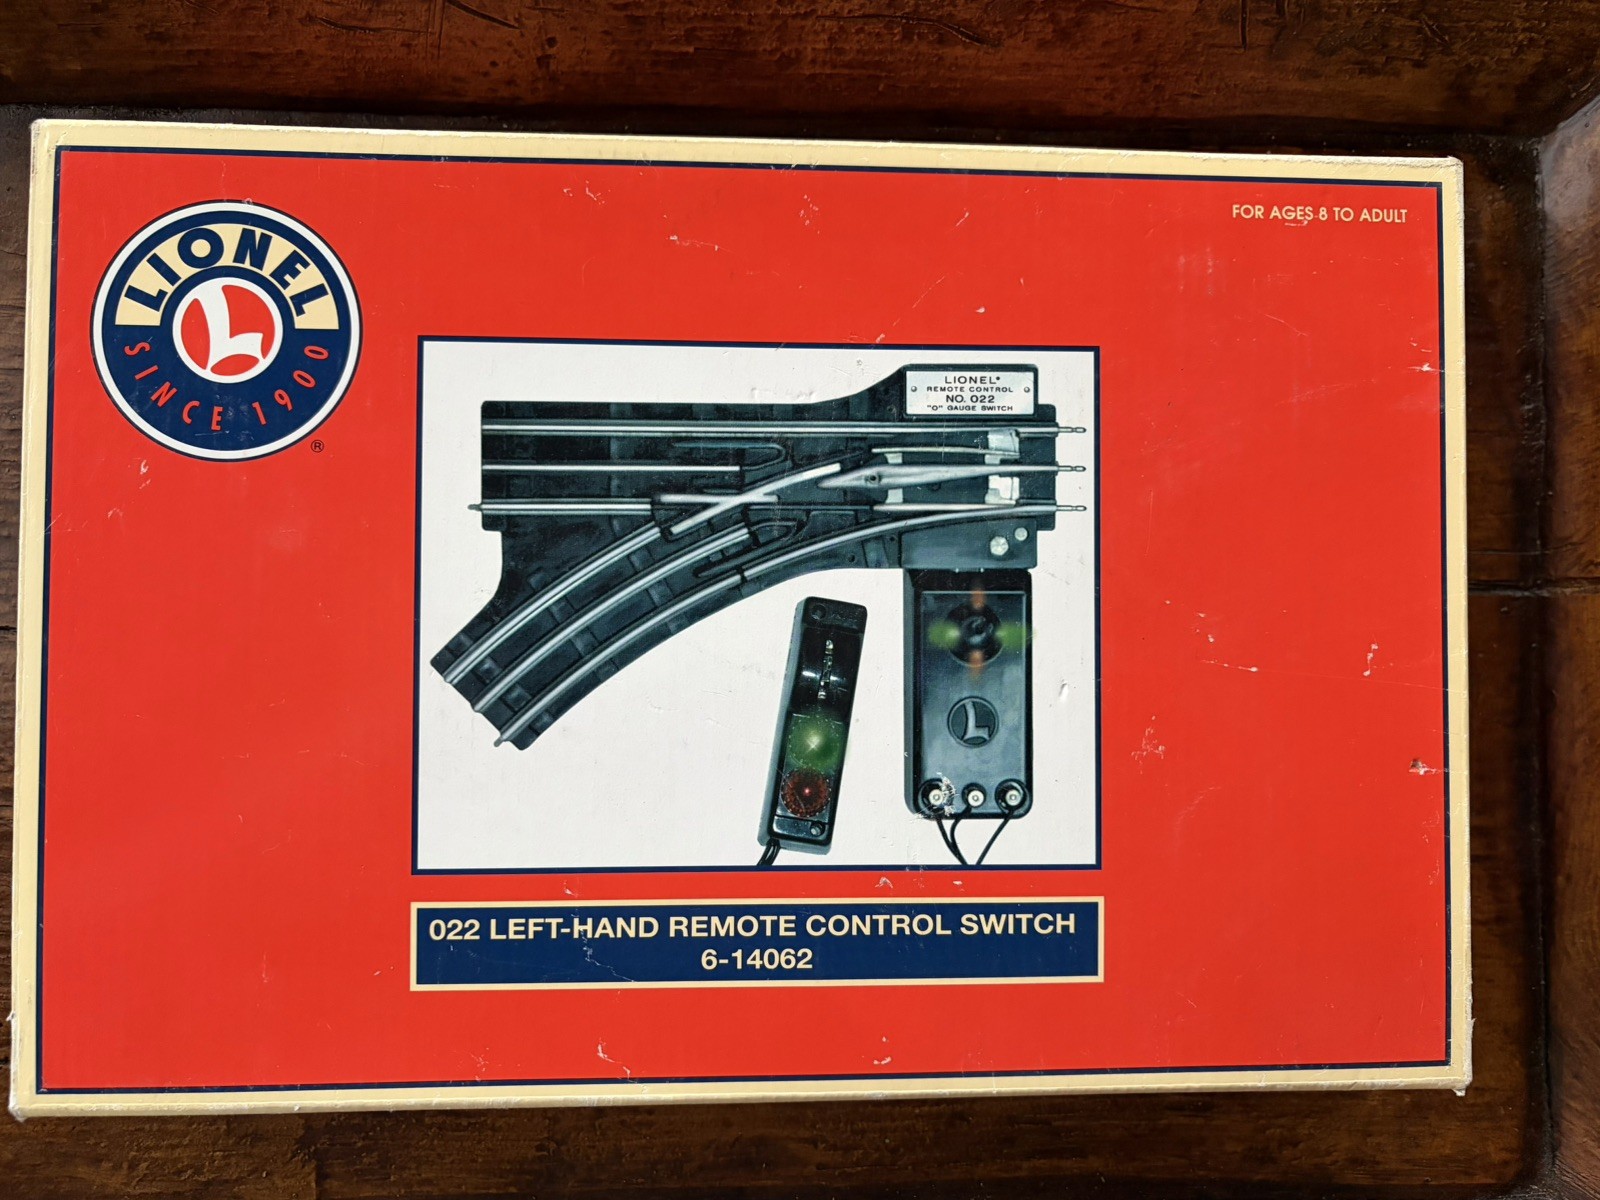 LIONEL
SINCE 1900
®
FOR AGES 8 TO ADULT
LIONEL®
REMOTE CONTROL
NO. 022
"O" GAUGE SWITCH
L
L
022 LEFT-HAND REMOTE CONTROL SWITCH
6-14062